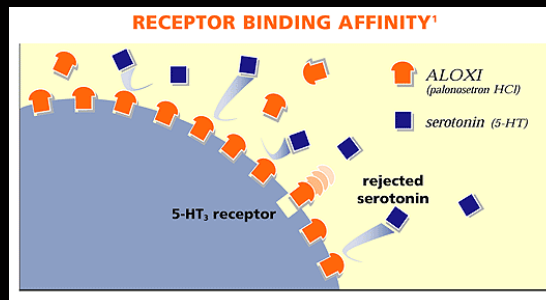 RECEPTOR BINDING AFFINITY¹
ALOXI
(palonosetron HCl)
serotonin (5-HT)
rejected
serotonin
5-HT₃ receptor